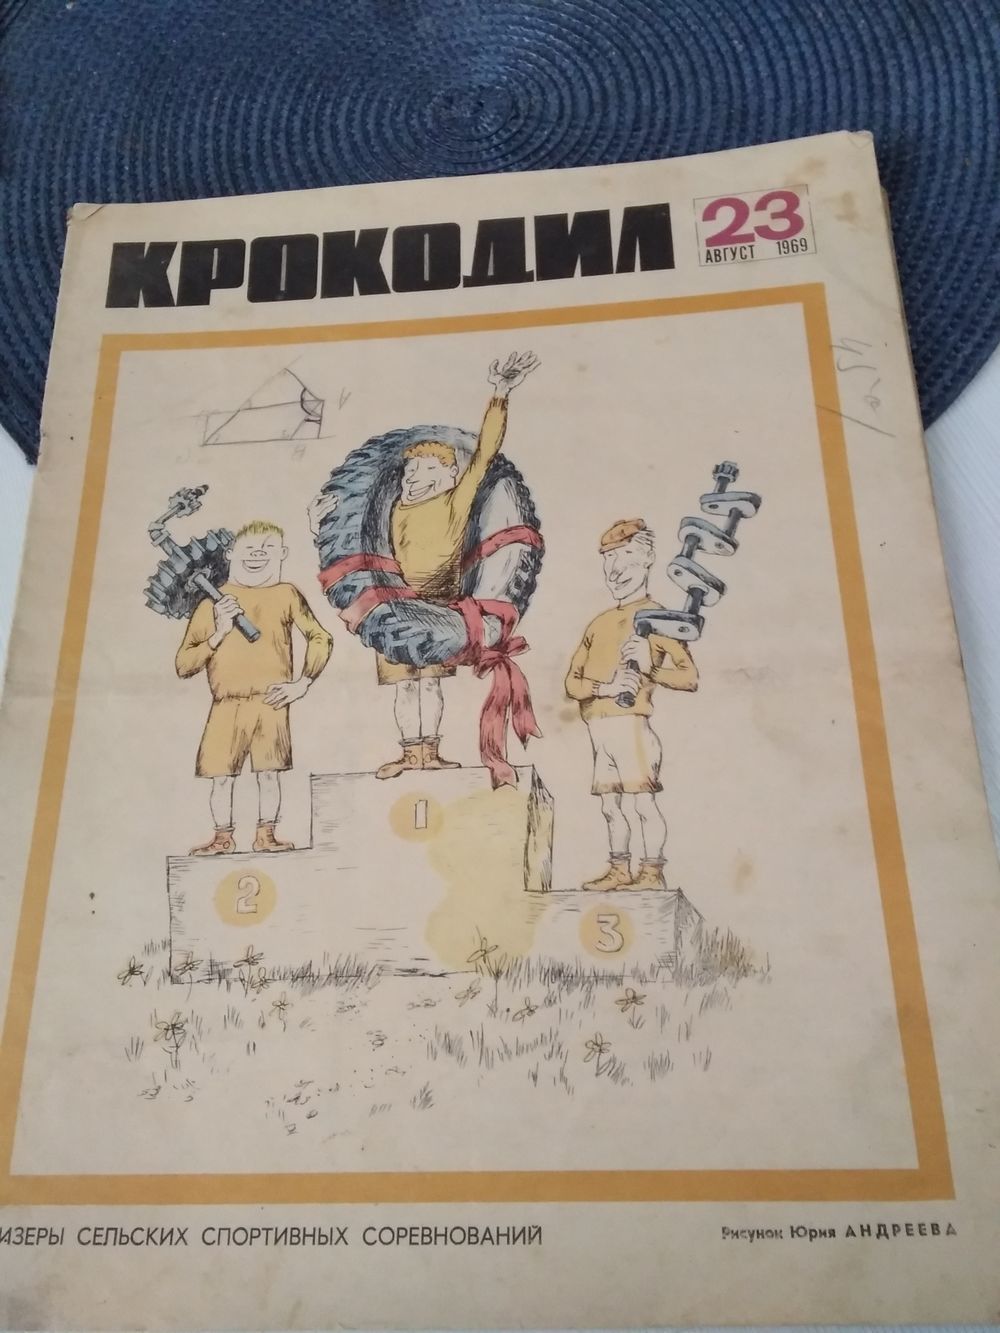 КРОКОДИЛ
23
АВГУСТ 1969
1
2
3
ИЗЕРЫ СЕЛЬСКИХ СПОРТИВНЫХ СОРЕВНОВАНИЙ
Рисунок Юрия АНДРЕЕВА